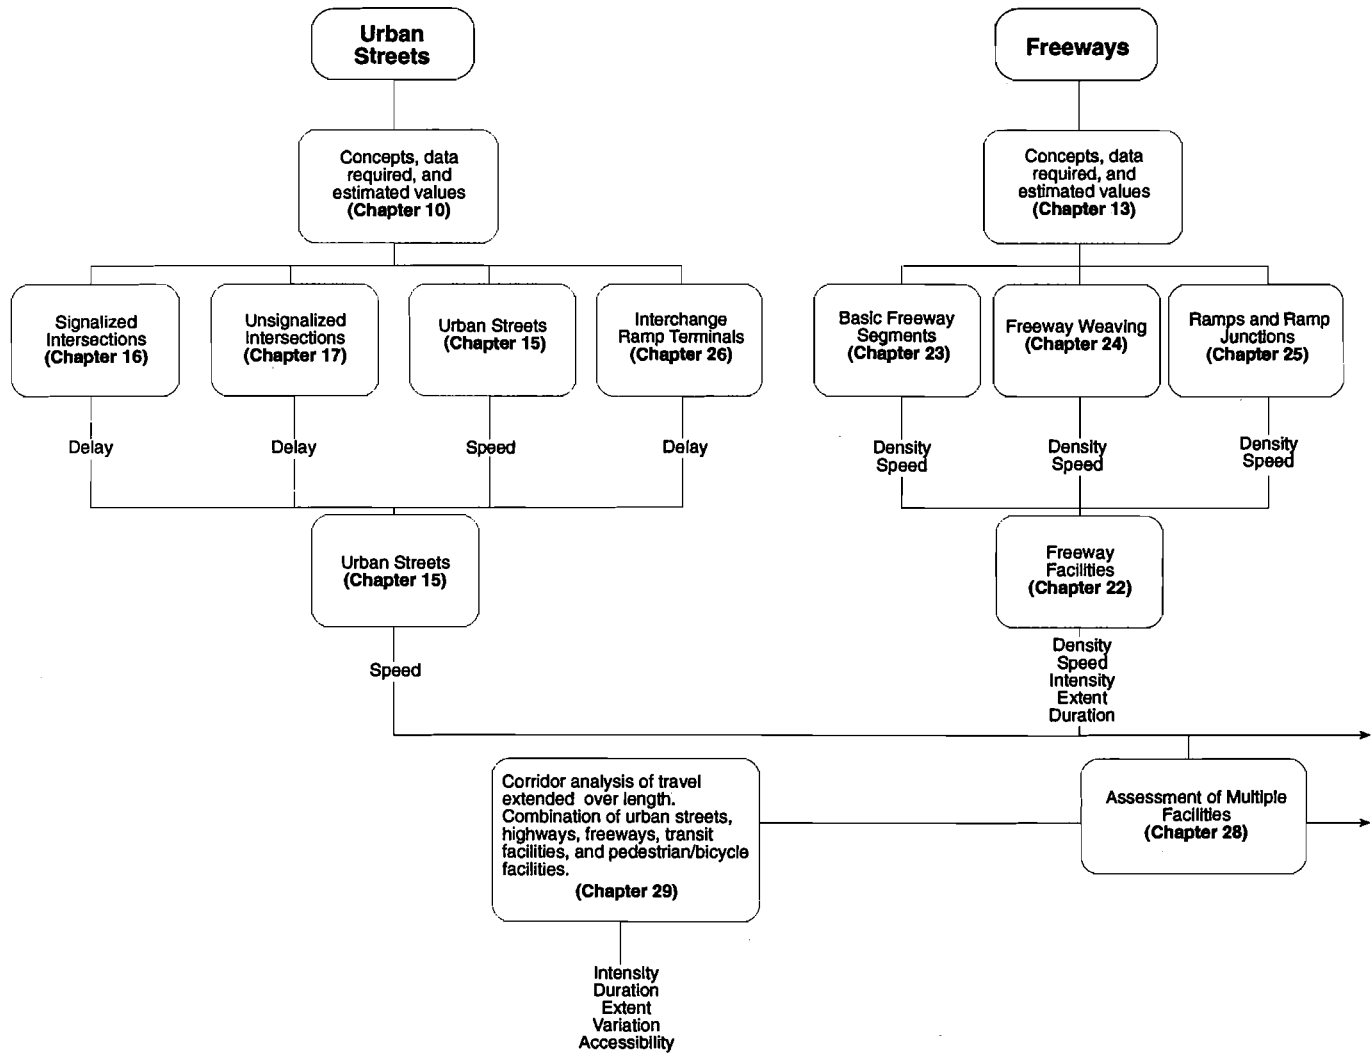 Urban
Streets
Freeways
Concepts, data
required, and
estimated values
(Chapter 10)
Concepts, data
required, and
estimated values
(Chapter 13)
Signalized
Intersections
(Chapter 16)
Unsignalized
Intersections
(Chapter 17)
Urban Streets
(Chapter 15)
Interchange
Ramp Terminals
(Chapter 26)
Basic Freeway
Segments
(Chapter 23)
Freeway Weaving
(Chapter 24)
Ramps and Ramp
Junctions
(Chapter 25)
Delay
Delay
Speed
Delay
Density
Speed
Density
Speed
Density
Speed
Urban Streets
(Chapter 15)
Freeway
Facilities
(Chapter 22)
Speed
Density
Speed
Intensity
Extent
Duration
Corridor analysis of travel
extended over length.
Combination of urban streets,
highways, freeways, transit
facilities, and pedestrian/bicycle
facilities.
(Chapter 29)
Assessment of Multiple
Facilities
(Chapter 28)
Intensity
Duration
Extent
Variation
Accessibility